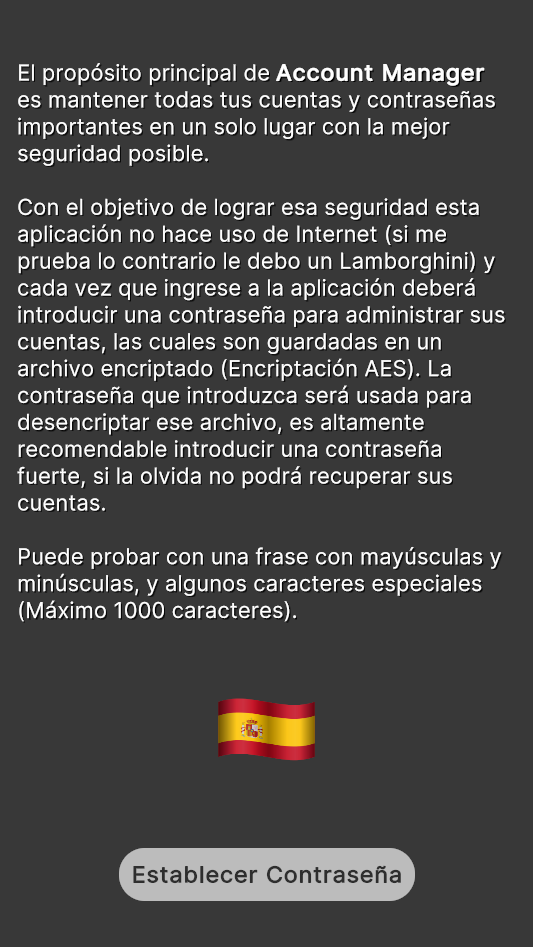 El propósito principal de Account Manager
es mantener todas tus cuentas y contraseñas
importantes en un solo lugar con la mejor
seguridad posible.
Con el objetivo de lograr esa seguridad esta
aplicación no hace uso de Internet (si me
prueba lo contrario le debo un Lamborghini) y
cada vez que ingrese a la aplicación deberá
introducir una contraseña para administrar sus
cuentas, las cuales son guardadas en un
archivo encriptado (Encriptación AES). La
contraseña que introduzca será usada para
desencriptar ese archivo, es altamente
recomendable introducir una contraseña
fuerte, si la olvida no podrá recuperar sus
cuentas.
Puede probar con una frase con mayúsculas y
minúsculas, y algunos caracteres especiales
(Máximo 1000 caracteres).
Establecer Contraseña